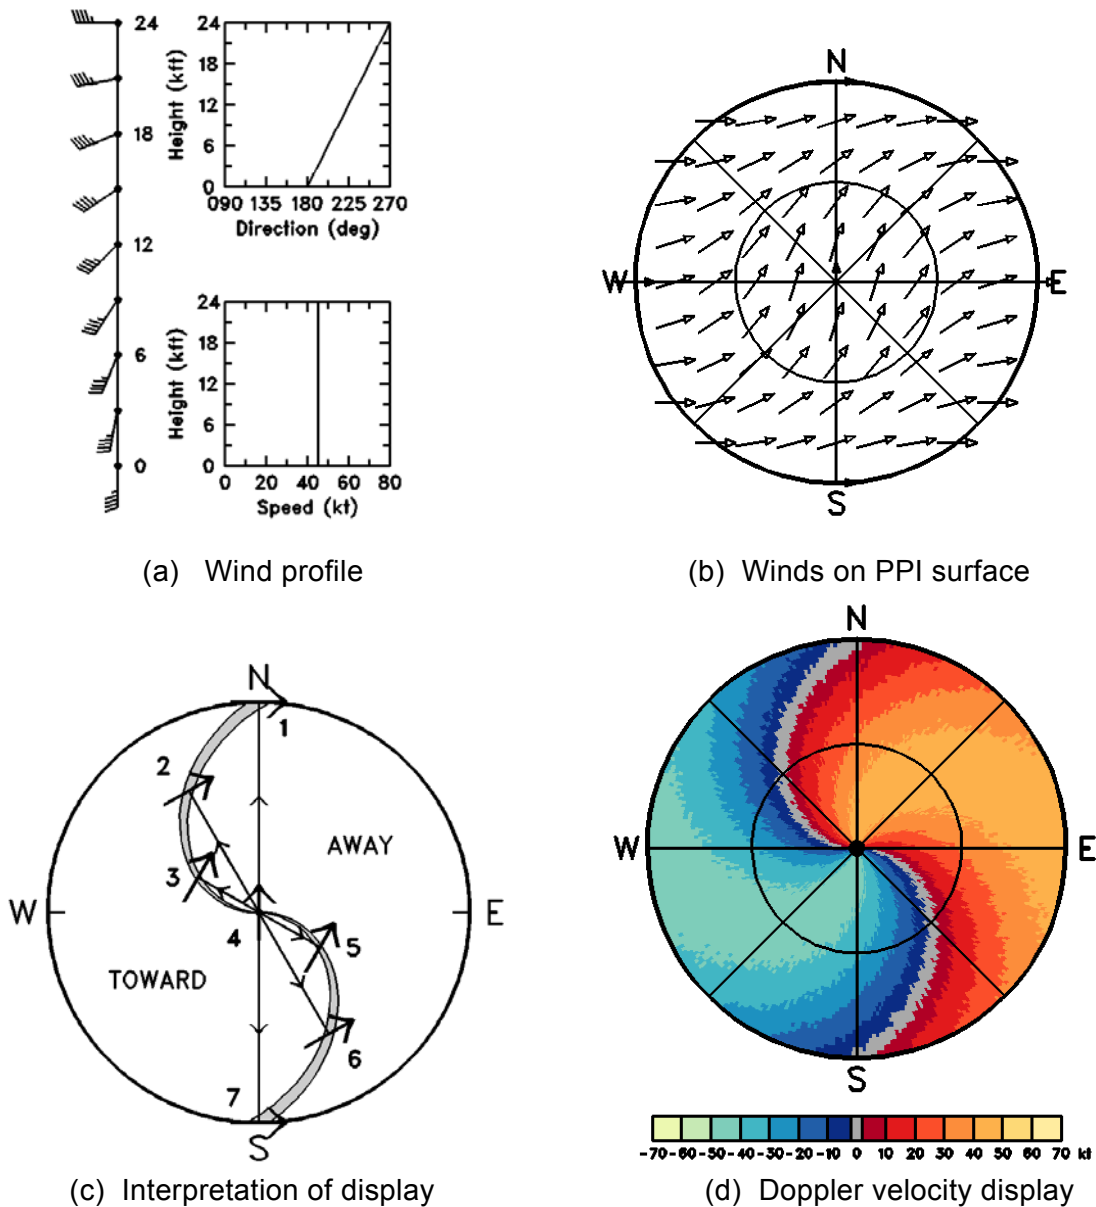 24
18
12
6
0
Height (kft)
24
18
12
6
0
090 135 180 225 270
Direction (deg)
Height (kft)
24
18
12
6
0
0 20 40 60 80
Speed (kt)
(a) Wind profile
N
W
E
S
(b) Winds on PPI surface
N
1
2
AWAY
3
W
E
4
5
TOWARD
6
7
S
(c) Interpretation of display
N
W
E
S
-70 -60 -50 -40 -30 -20 -10 0 10 20 30 40 50 60 70 kt
(d) Doppler velocity display